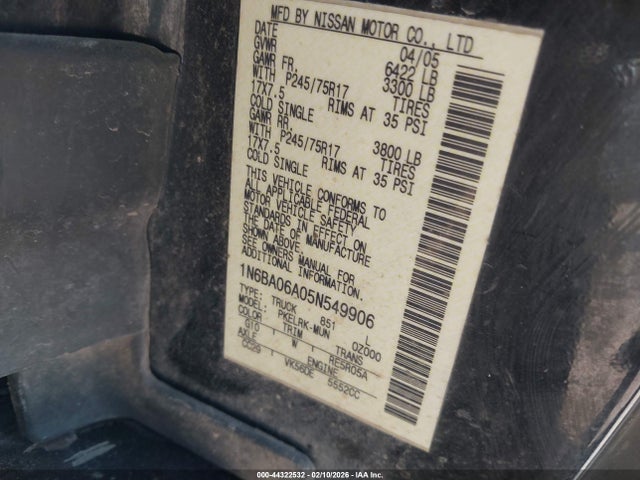 MFD BY NISSAN MOTOR CO., LTD
DATE 04/05
GVWR 6422 LB
GAWR FR. 3300 LB
WITH P245/75R17 TIRES
17X7.5 RIMS AT 35 PSI
COLD SINGLE
GAWR RR 3800 LB
WITH P245/75R17 TIRES
17X7.5 RIMS AT 35 PSI
COLD SINGLE
THIS VEHICLE CONFORMS TO
ALL APPLICABLE FEDERAL
MOTOR VEHICLE SAFETY
STANDARDS IN EFFECT ON
THE DATE OF MANUFACTURE
SHOWN ABOVE.
SEE OWNERS MANUAL FOR
ADDITIONAL INFORMATION.
1N6BA06A05N549906
TYPE: TRUCK 851 L
MODEL: PKELRK-MUN 0Z000
COLOR TRIM TRANS
GT0 W RE5R05A
AXLE ENGINE
CC29 VK56DE 5552CC
000-44322532 - 02/10/2026 - IAA, Inc.